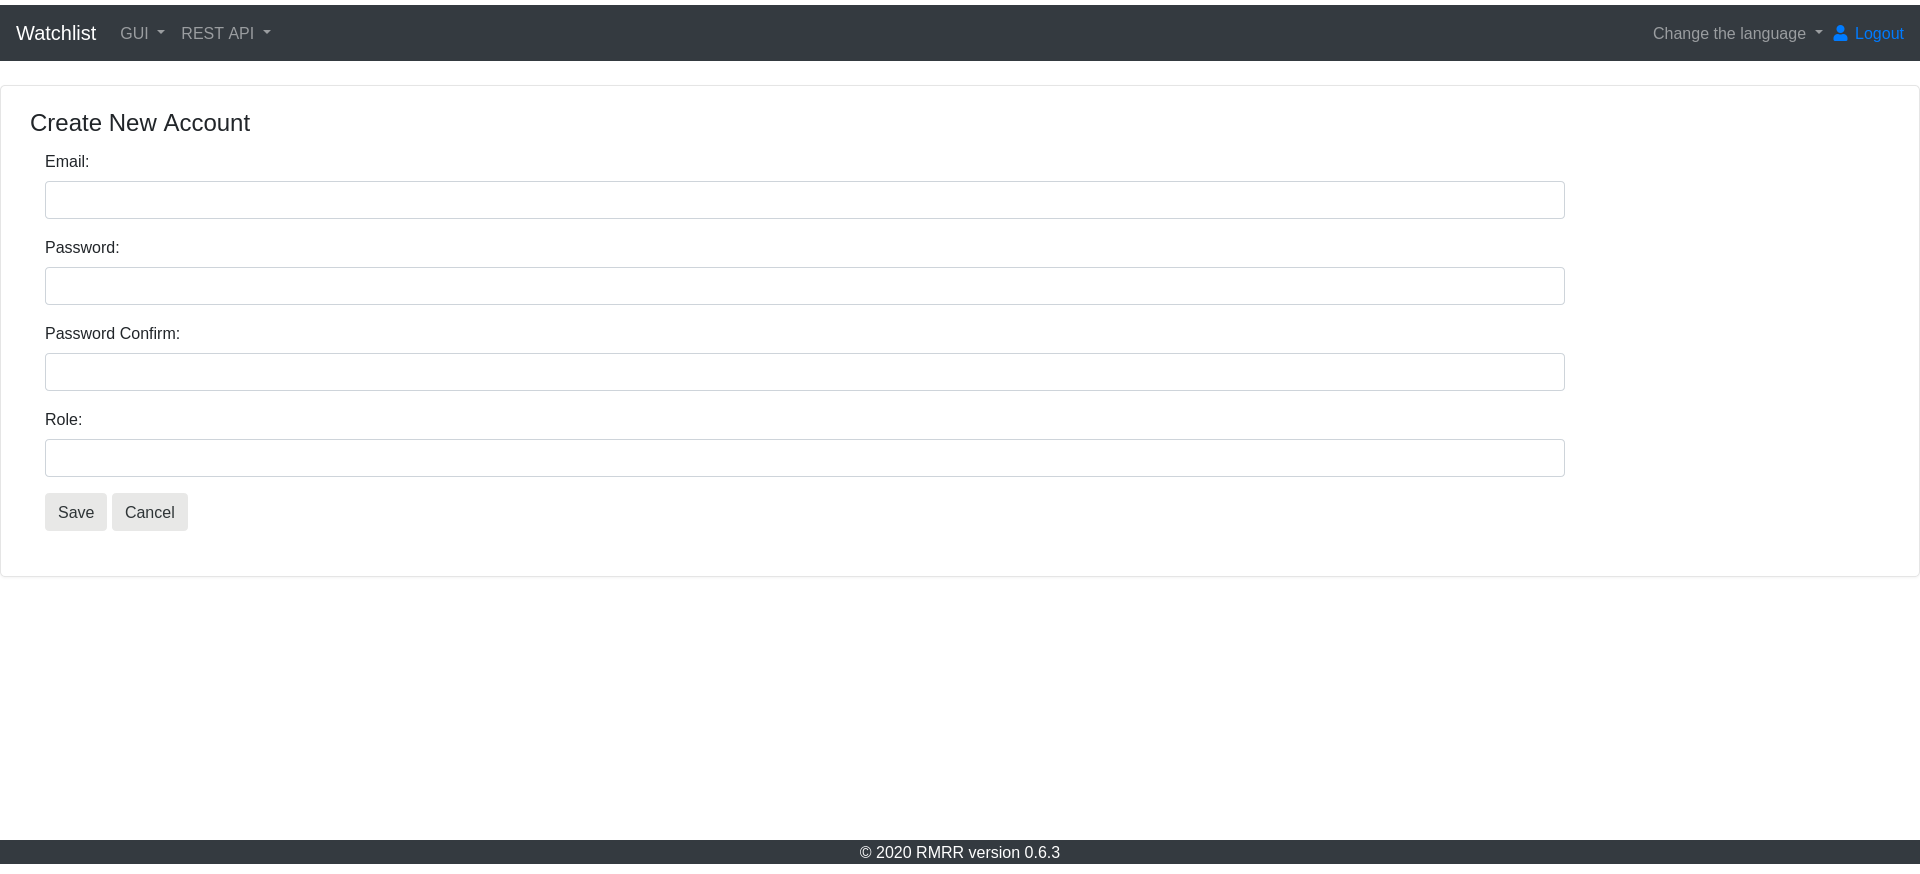 Watchlist GUI REST API Change the language Logout
Create New Account
Email:
Password:
Password Confirm:
Role:
Save Cancel
© 2020 RMRR version 0.6.3